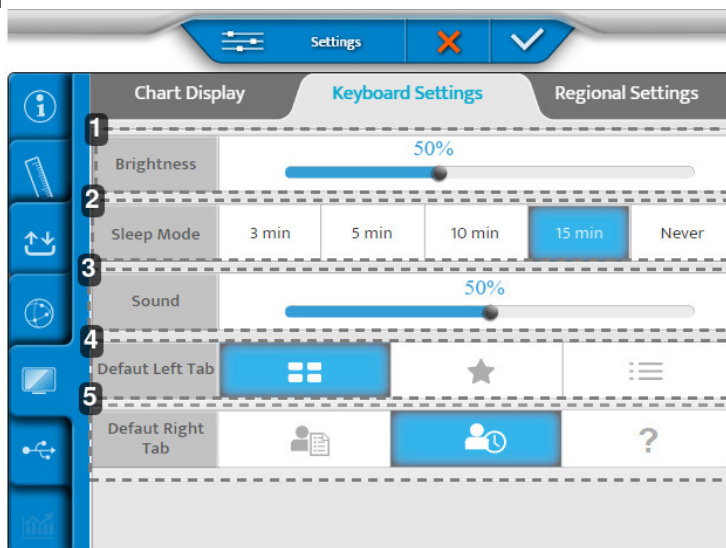 Settings
Chart Display
Keyboard Settings
Regional Settings
1
Brightness
50%
2
Sleep Mode
3 min
5 min
10 min
15 min
Never
3
Sound
50%
4
Defaut Left Tab
5
Defaut Right
Tab
?